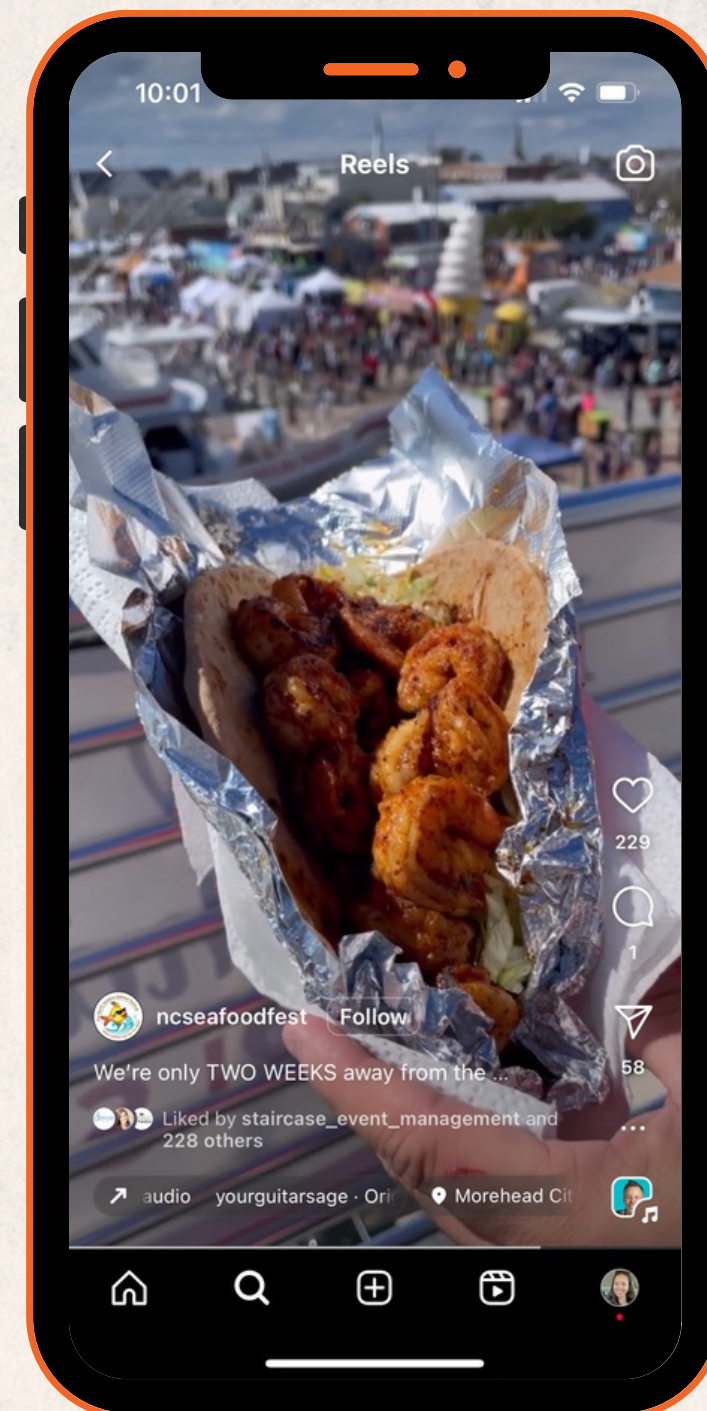 10:01
Reels
229
1
ncseafoodfest Follow
We're only TWO WEEKS away from the ...
58
Liked by staircase_event_management and
228 others
audio yourguitarsage · Ori
Morehead Cit